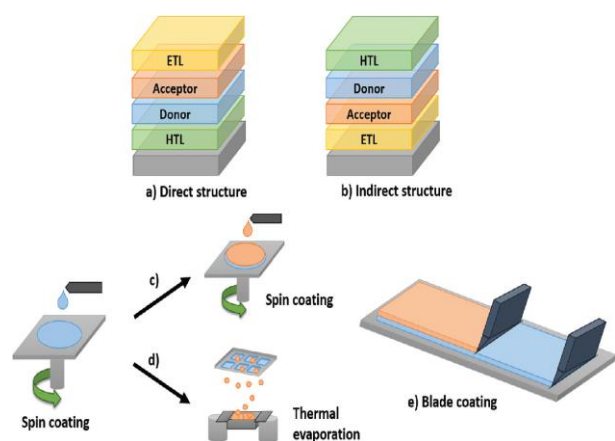 ETL
Acceptor
Donor
HTL
a) Direct structure
HTL
Donor
Acceptor
ETL
b) Indirect structure
Spin coating
c)
Spin coating
d)
Thermal
evaporation
e) Blade coating